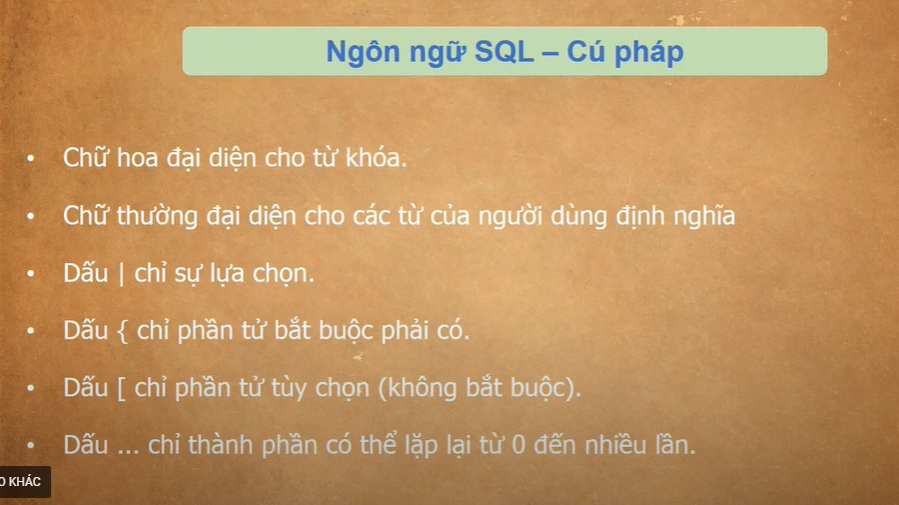 Ngôn ngữ SQL – Cú pháp
• Chữ hoa đại diện cho từ khóa.
• Chữ thường đại diện cho các từ của người dùng định nghĩa
• Dấu | chỉ sự lựa chọn.
• Dấu { chỉ phần tử bắt buộc phải có.
• Dấu [ chỉ phần tử tùy chọn (không bắt buộc).
• Dấu ... chỉ thành phần có thể lặp lại từ 0 đến nhiều lần.
KHÁC